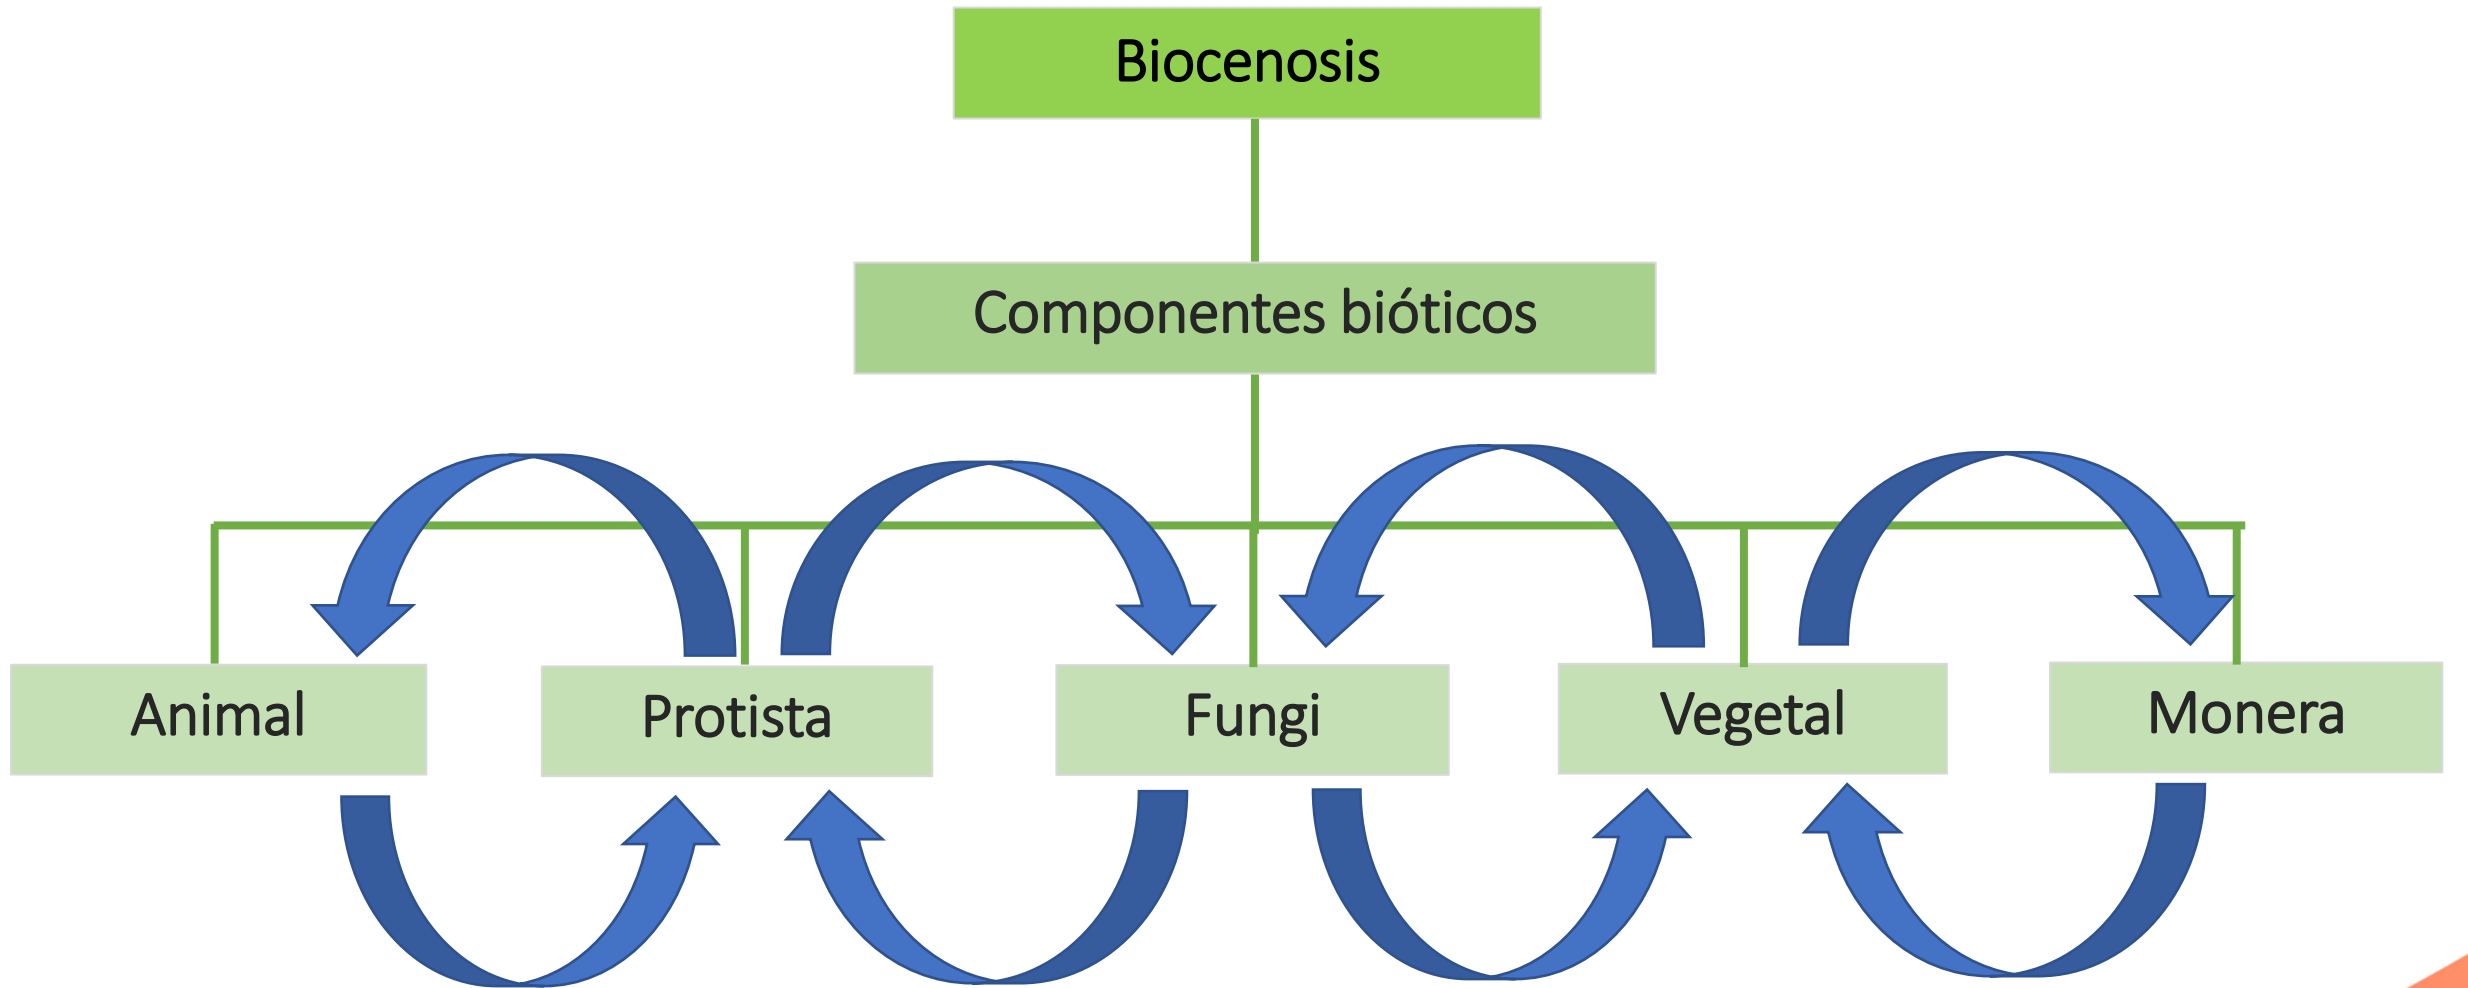 Biocenosis
Componentes bióticos
Animal
Protista
Fungi
Vegetal
Monera